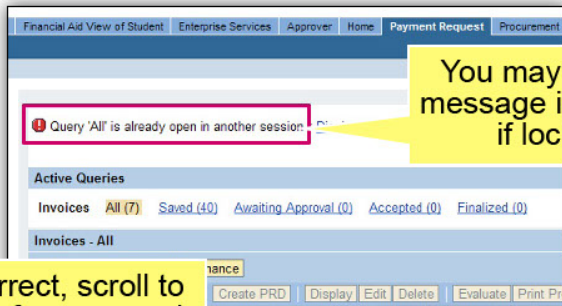 Financial Aid View of Student Enterprise Services Approver Home Payment Request Procurement
You may
message i
if loc
Query 'All' is already open in another session
Active Queries
Invoices All (7) Saved (40) Awaiting Approval (0) Accepted (0) Finalized (0)
Invoices - All
rrect, scroll to
Create PRD Display Edit Delete Evaluate Print Pr